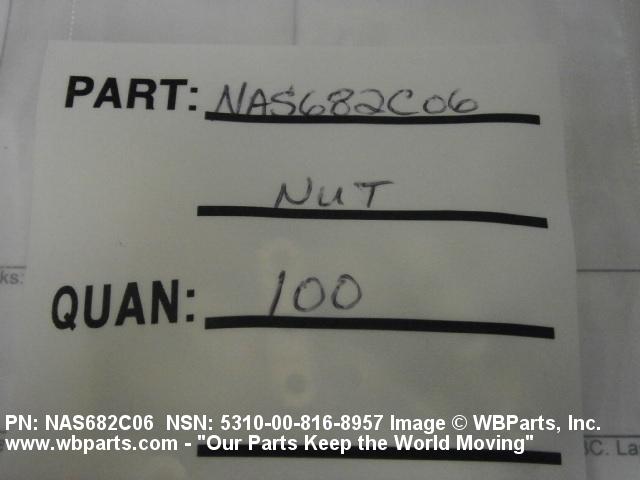 PART: NAS682C06
NUT
ks:
QUAN: 100
PN: NAS682C06 NSN: 5310-00-816-8957 Image © WBParts, Inc.
www.wbparts.com - "Our Parts Keep the World Moving"